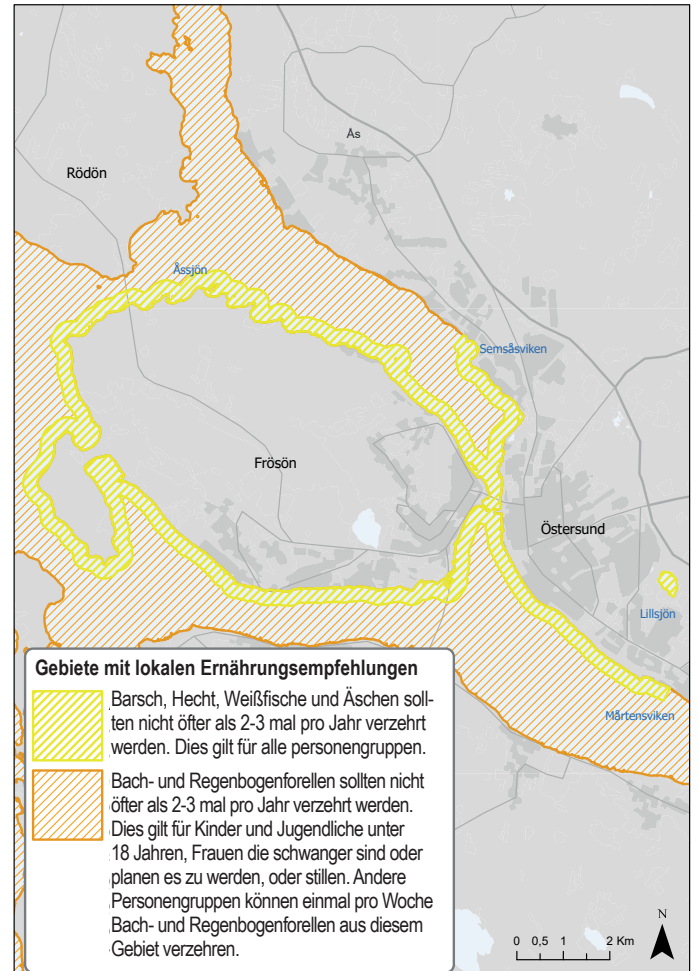 Ås
Rödön
Åssjön
Semsåsviken
Frösön
Östersund
Lillsjön
Mårtensviken
Gebiete mit lokalen Ernährungsempfehlungen
Barsch, Hecht, Weißfische und Äschen soll-
ten nicht öfter als 2-3 mal pro Jahr verzehrt
werden. Dies gilt für alle personengruppen.
Bach- und Regenbogenforellen sollten nicht
öfter als 2-3 mal pro Jahr verzehrt werden.
Dies gilt für Kinder und Jugendliche unter
18 Jahren, Frauen die schwanger sind oder
planen es zu werden, oder stillen. Andere
Personengruppen können einmal pro Woche
Bach- und Regenbogenforellen aus diesem
Gebiet verzehren.
N
0 0,5 1 2 Km